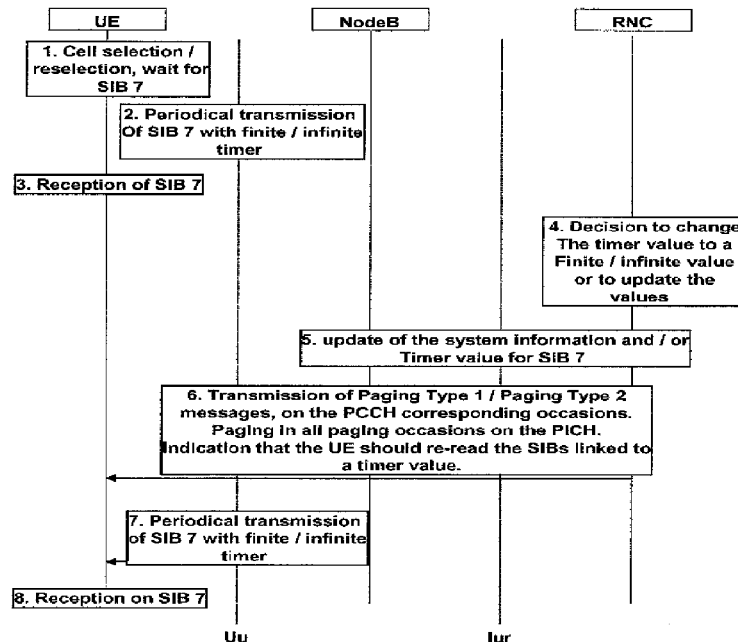 UE
NodeB
RNC
1. Cell selection /
reselection, wait for
SIB 7
2. Periodical transmission
Of SIB 7 with finite / infinite
timer
3. Reception of SIB 7
4. Decision to change
The timer value to a
Finite / infinite value
or to update the
values
5. update of the system information and / or
Timer value for SIB 7
6. Transmission of Paging Type 1 / Paging Type 2
messages, on the PCCH corresponding occasions.
Paging in all paging occasions on the PICH.
Indication that the UE should re-read the SIBs linked to
a timer value.
7. Periodical transmission
of SIB 7 with finite / infinite
timer
8. Reception on SIB 7
Uu
Iur